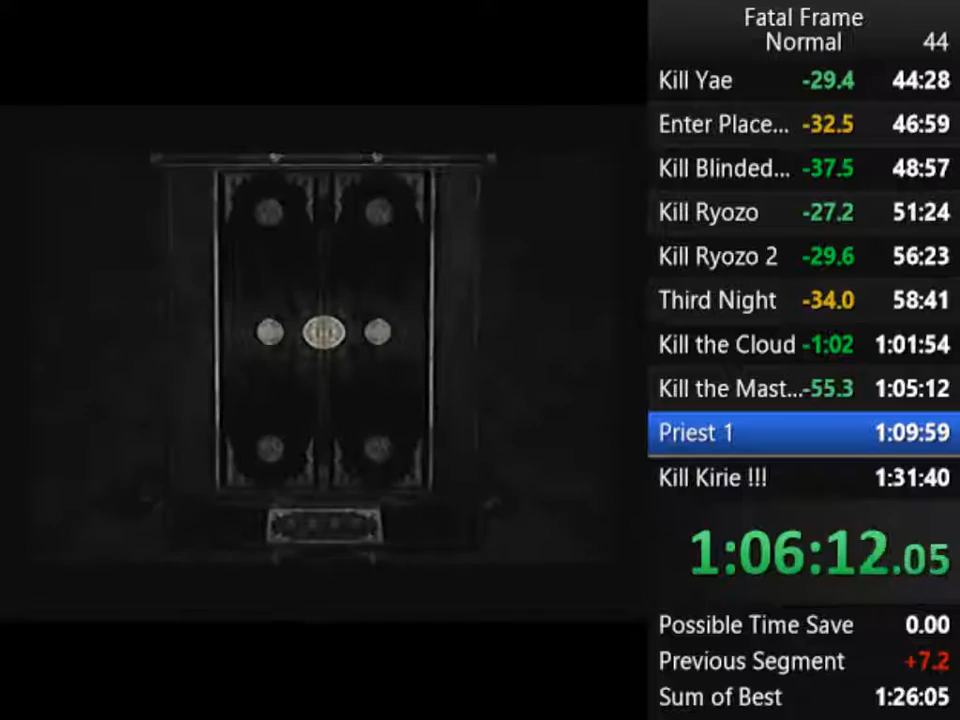 Fatal Frame
Normal 44
Kill Yae -29.4 44:28
Enter Place... -32.5 46:59
Kill Blinded... -37.5 48:57
Kill Ryozo -27.2 51:24
Kill Ryozo 2 -29.6 56:23
Third Night -34.0 58:41
Kill the Cloud -1:02 1:01:54
Kill the Mast... -55.3 1:05:12
Priest 1 1:09:59
Kill Kirie !!! 1:31:40
1:06:12.05
Possible Time Save 0.00
Previous Segment +7.2
Sum of Best 1:26:05